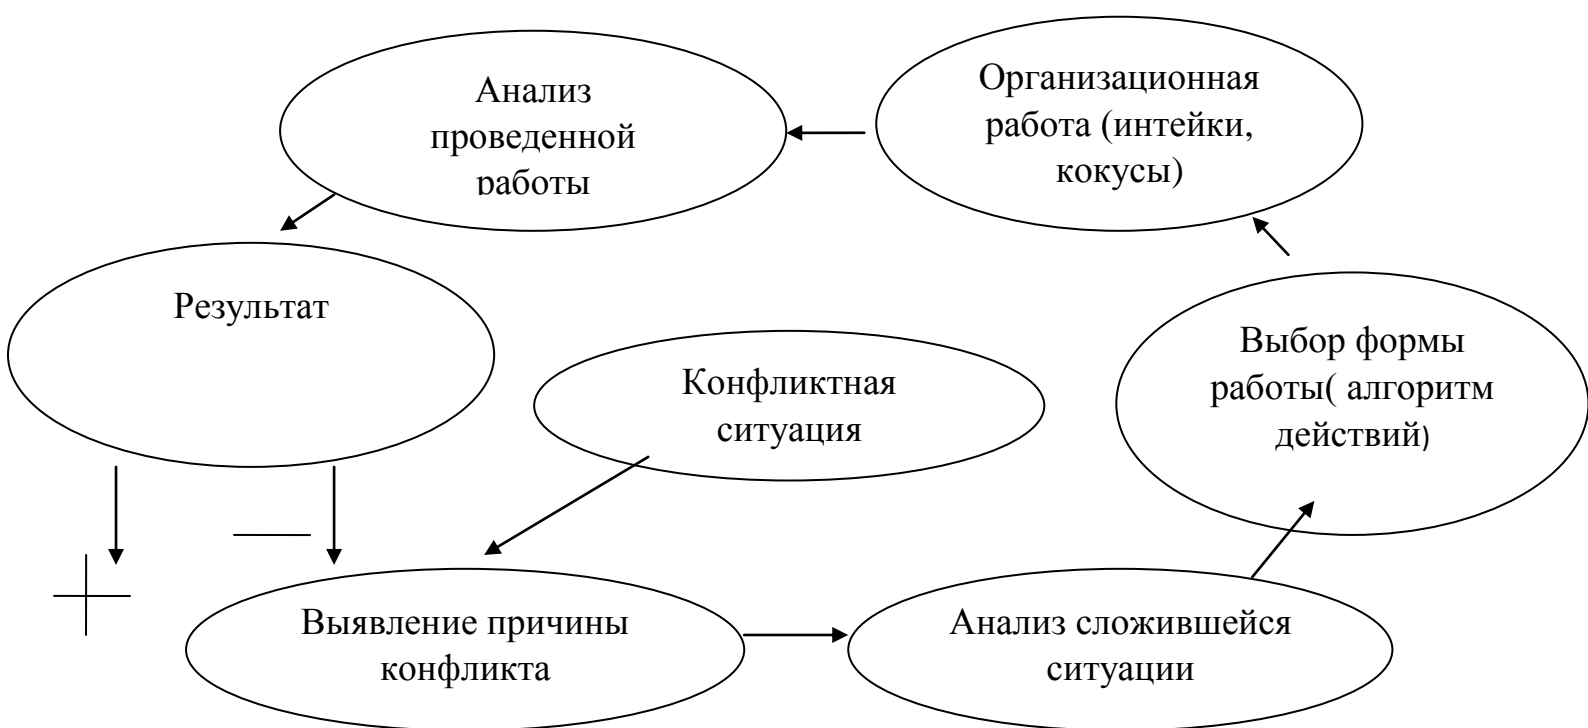 Анализ
проведенной
работы
Организационная
работа (интейки,
кокусы)
Результат
Конфликтная
ситуация
Выбор формы
работы( алгоритм
действий)
Выявление причины
конфликта
Анализ сложившейся
ситуации